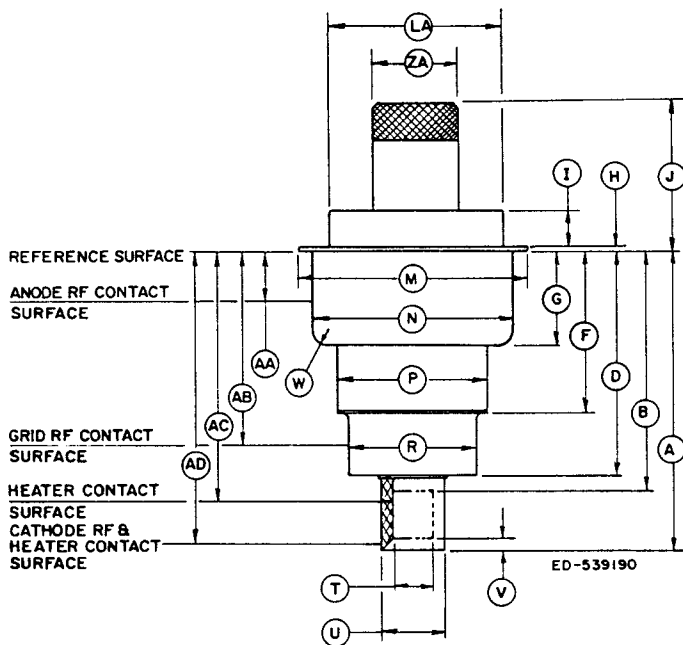 LA
ZA
I
H
J
REFERENCE SURFACE
M
ANODE RF CONTACT
SURFACE
N
G
AA
W
F
P
D
AB
B
AC
GRID RF CONTACT
SURFACE
R
A
AD
HEATER CONTACT
SURFACE
CATHODE RF &
HEATER CONTACT
SURFACE
ED-539190
T
V
U